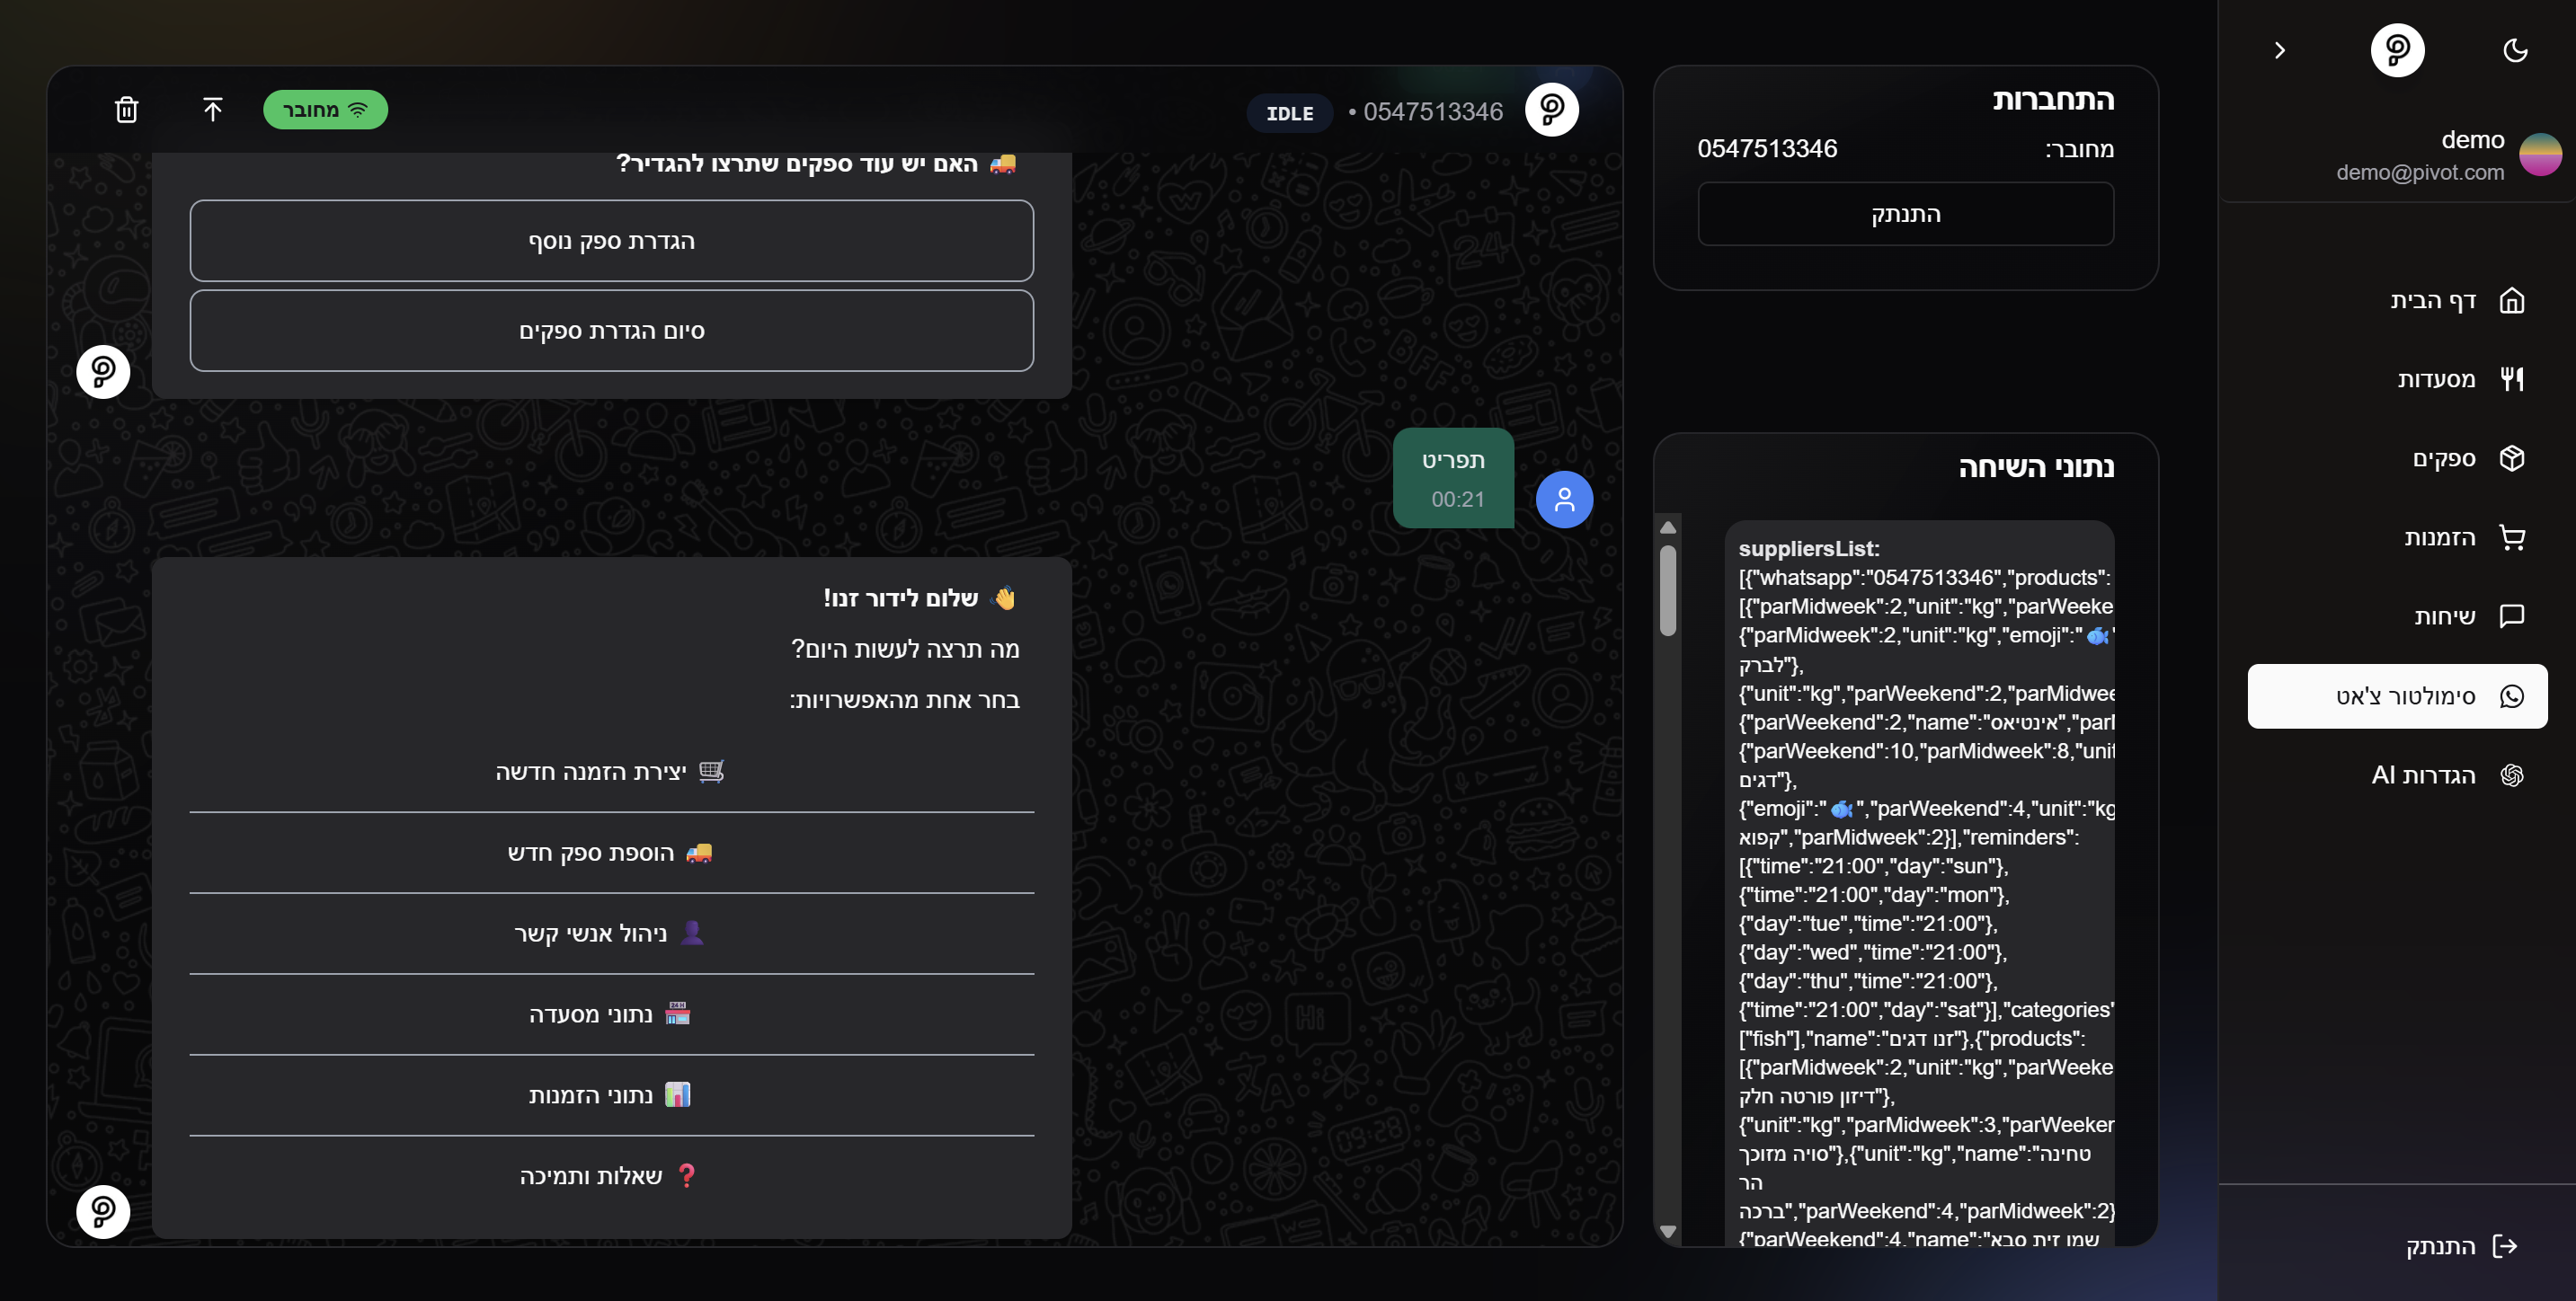 demo
demo@pivot.com
דף הבית
מסעדות
ספקים
הזמנות
שיחות
סימולטור צ'אט
הגדרות AI
התנתק
התחברות
מחובר:
0547513346
התנתק
נתוני השיחה
suppliersList:
[{"whatsapp":"0547513346","products":
[{"parMidweek":2,"unit":"kg","parWeeke
{"parMidweek":2,"unit":"kg","emoji":"🐟"
לברק"},
{"unit":"kg","parWeekend":2,"parMidwee
{"parWeekend":2,"name":"אינטיאס","parM
{"parWeekend":10,"parMidweek":8,"unit
דגים"},
{"emoji":"🐟","parWeekend":4,"unit":"kg
קפוא","parMidweek":2}],"reminders":
[{"time":"21:00","day":"sun"},
{"time":"21:00","day":"mon"},
{"day":"tue","time":"21:00"},
{"day":"wed","time":"21:00"},
{"day":"thu","time":"21:00"},
{"time":"21:00","day":"sat"}],"categories"
["fish"],"name":"זנו דגים"},{"products":
[{"parMidweek":2,"unit":"kg","parWeeke
דיזון פורטה חלק"},
{"unit":"kg","parMidweek":3,"parWeeken
סויה מזוכך"},{"unit":"kg","name":"טחינה
הר
ברכה","parWeekend":4,"parMidweek":2}
{"parWeekend":4,"name":"שמן זית סבא
0547513346 • IDLE
מחובר
🚚 האם יש עוד ספקים שתרצו להגדיר?
הגדרת ספק נוסף
סיום הגדרת ספקים
תפריט
00:21
👋 שלום לידור זנו!
מה תרצה לעשות היום?
בחר אחת מהאפשרויות:
🛒 יצירת הזמנה חדשה
🚚 הוספת ספק חדש
👤 ניהול אנשי קשר
🏪 נתוני מסעדה
📊 נתוני הזמנות
❓ שאלות ותמיכה